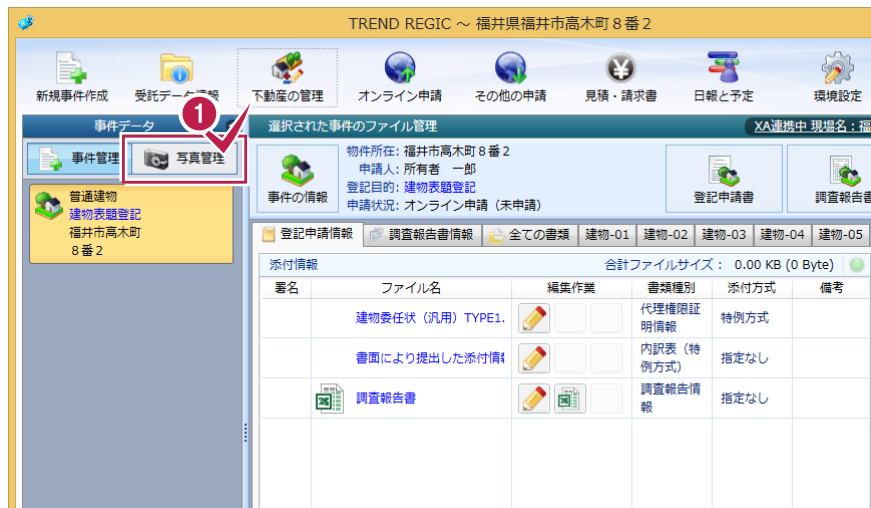 TREND REGIC ～ 福井県福井市高木町８番２
新規事件作成
不動産の管理
オンライン申請
その他の申請
見積・請求書
日報と予定
環境設定
1
事件データ
選択された事件のファイル管理
XA連携中 現場名：福
事件管理
写真管理
事件の情報
物件所在: 福井市高木町８番２
申請人: 所有者　一郎
登記目的: 建物表題登記
申請状況: オンライン申請（未申請）
登記申請書
調査報告書
普通建物
建物表題登記
福井市高木町
８番２
登記申請情報
調査報告書情報
全ての書類
建物-01
建物-02
建物-03
建物-04
建物-05
添付情報
合計ファイルサイズ： 0.00 KB (0 Byte)
署名
ファイル名
編集作業
書類種別
添付方式
備考
建物委任状（汎用）TYPE1.
代理権限証
明情報
特例方式
書面により提出した添付情
内訳表（特
例方式）
指定なし
調査報告書
調査報告情
報
指定なし